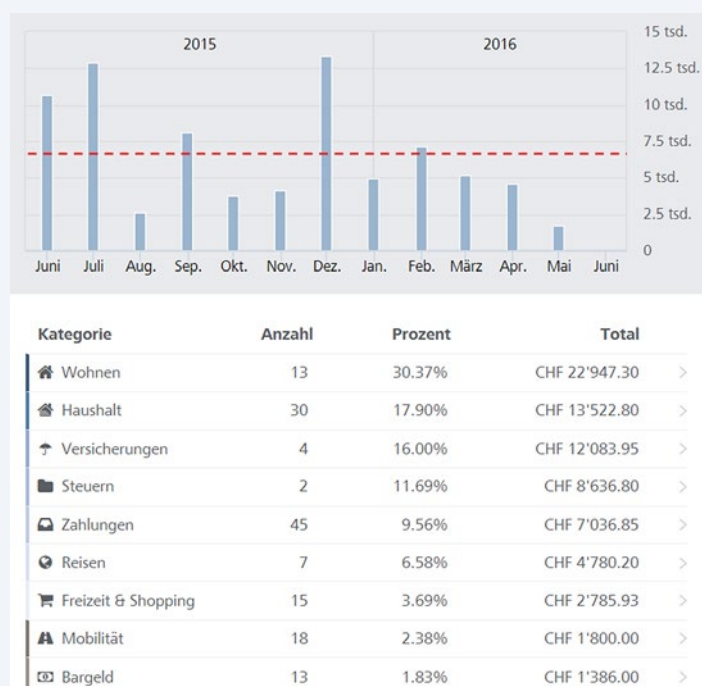 2015 2016
15 tsd.
12.5 tsd.
10 tsd.
7.5 tsd.
5 tsd.
2.5 tsd.
0
Juni Juli Aug. Sep. Okt. Nov. Dez. Jan. Feb. März Apr. Mai Juni
Kategorie Anzahl Prozent Total
Wohnen 13 30.37% CHF 22'947.30
Haushalt 30 17.90% CHF 13'522.80
Versicherungen 4 16.00% CHF 12'083.95
Steuern 2 11.69% CHF 8'636.80
Zahlungen 45 9.56% CHF 7'036.85
Reisen 7 6.58% CHF 4'780.20
Freizeit & Shopping 15 3.69% CHF 2'785.93
Mobilität 18 2.38% CHF 1'800.00
Bargeld 13 1.83% CHF 1'386.00